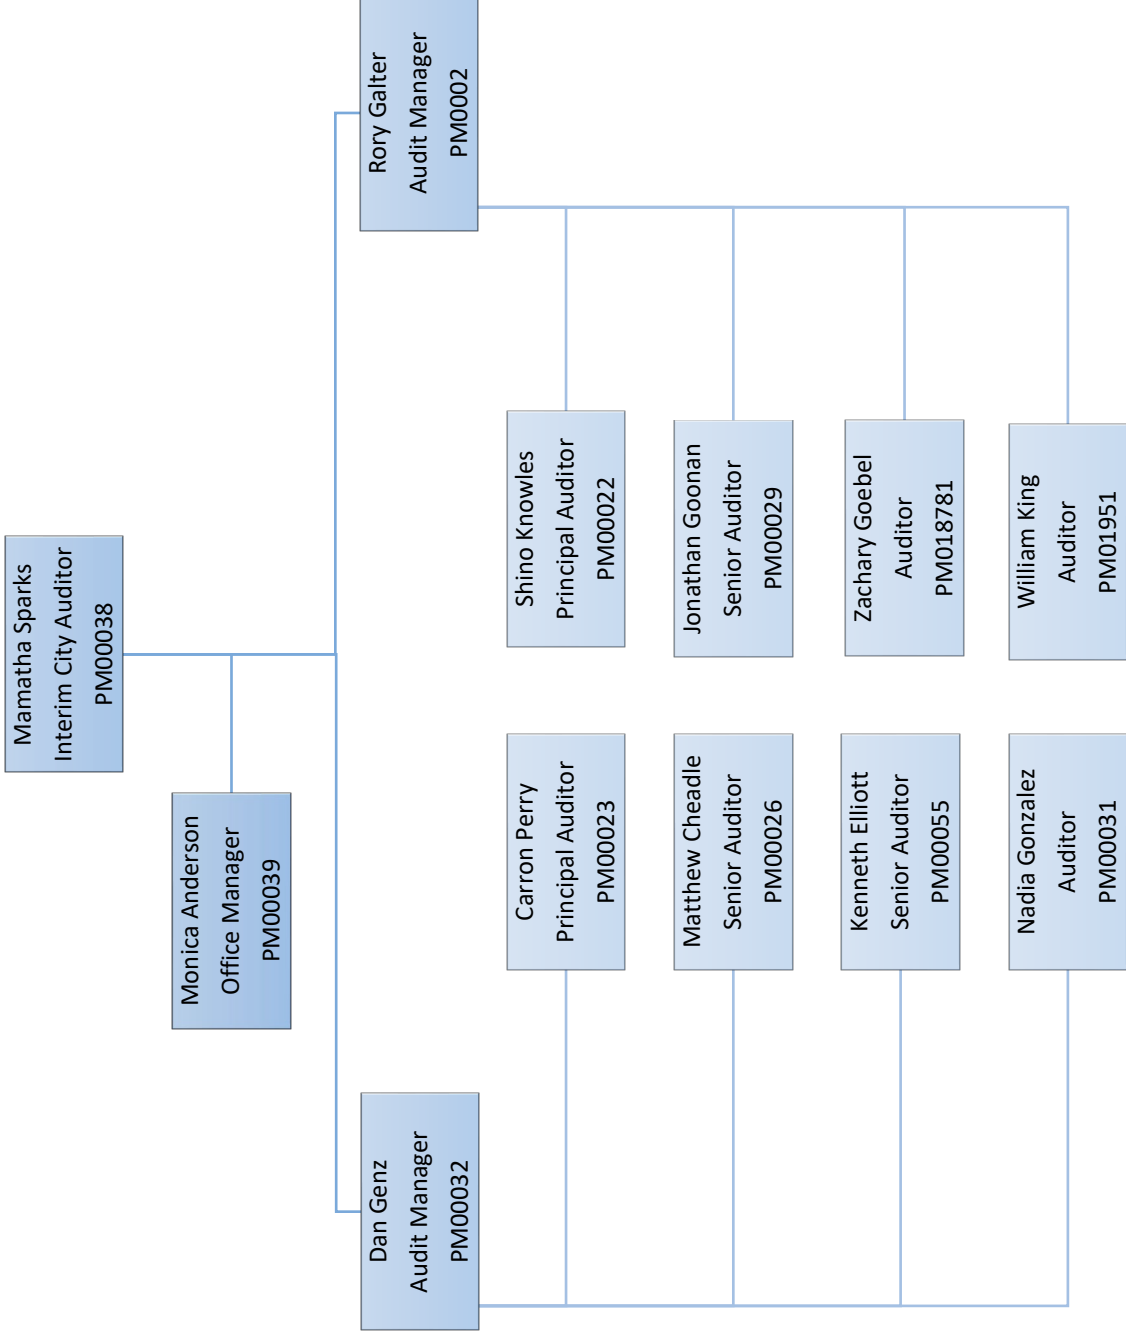 Mamatha Sparks
Interim City Auditor
PM00038
Monica Anderson
Office Manager
PM00039
Dan Genz
Audit Manager
PM00032
Rory Galter
Audit Manager
PM0002
Carron Perry
Principal Auditor
PM00023
Shino Knowles
Principal Auditor
PM00022
Matthew Cheadle
Senior Auditor
PM00026
Jonathan Goonan
Senior Auditor
PM00029
Kenneth Elliott
Senior Auditor
PM00055
Zachary Goebel
Auditor
PM018781
Nadia Gonzalez
Auditor
PM00031
William King
Auditor
PM01951